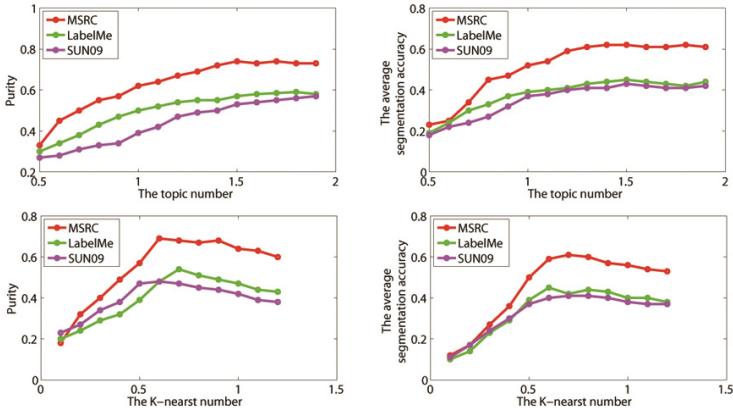 1
0.8
0.6
0.4
0.2
Purity
MSRC
LabelMe
SUN09
0.5
1
1.5
2
The topic number
0.8
0.6
0.4
0.2
0
The average
segmentation accuracy
MSRC
LabelMe
SUN09
0.5
1
1.5
2
The topic number
0.8
0.6
0.4
0.2
0
Purity
MSRC
LabelMe
SUN09
0
0.5
1
1.5
The K-nearst number
0.8
0.6
0.4
0.2
0
The average
segmentation accuracy
MSRC
LabelMe
SUN09
0
0.5
1
1.5
The K-nearst number